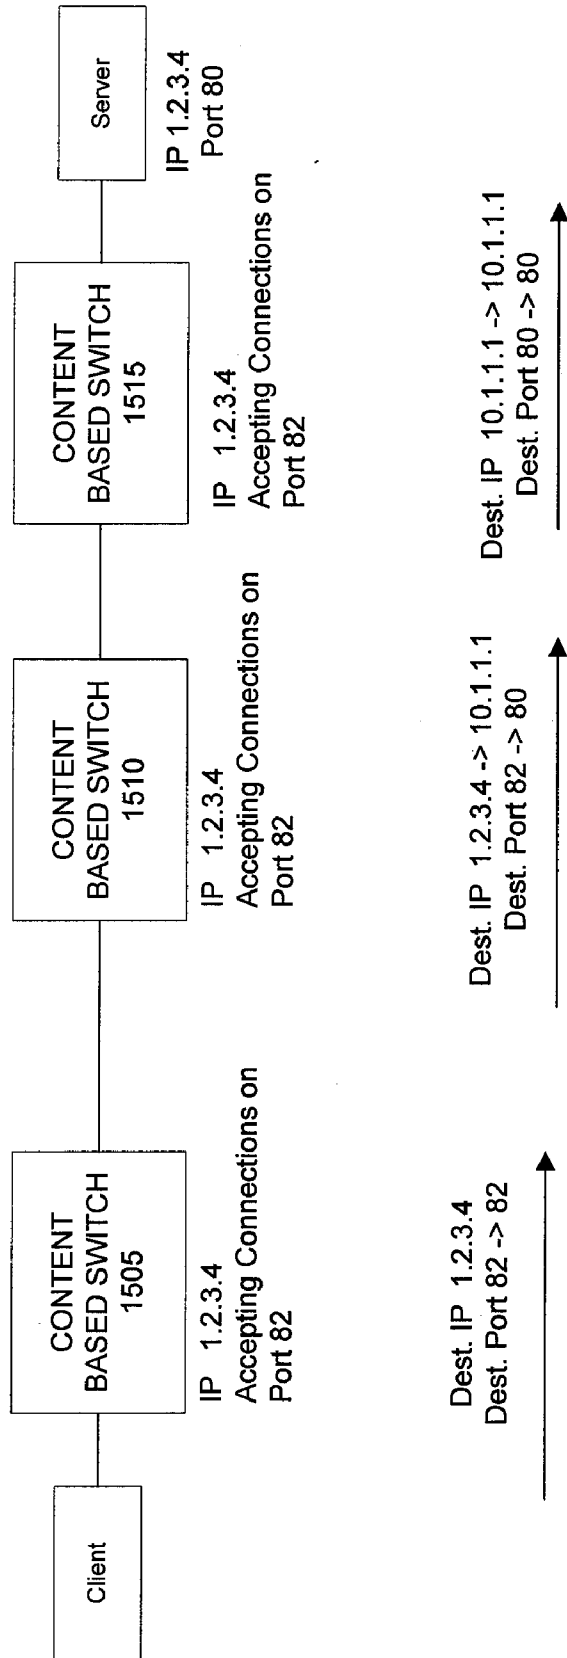 Client
CONTENT
BASED SWITCH
1505
IP 1.2.3.4
Accepting Connections on
Port 82
CONTENT
BASED SWITCH
1510
IP 1.2.3.4
Accepting Connections on
Port 82
CONTENT
BASED SWITCH
1515
IP 1.2.3.4
Accepting Connections on
Port 82
Server
IP 1.2.3.4
Port 80
Dest. IP 1.2.3.4
Dest. Port 82 -> 82
Dest. IP 1.2.3.4 -> 10.1.1.1
Dest. Port 82 -> 80
Dest. IP 10.1.1.1 -> 10.1.1.1
Dest. Port 80 -> 80